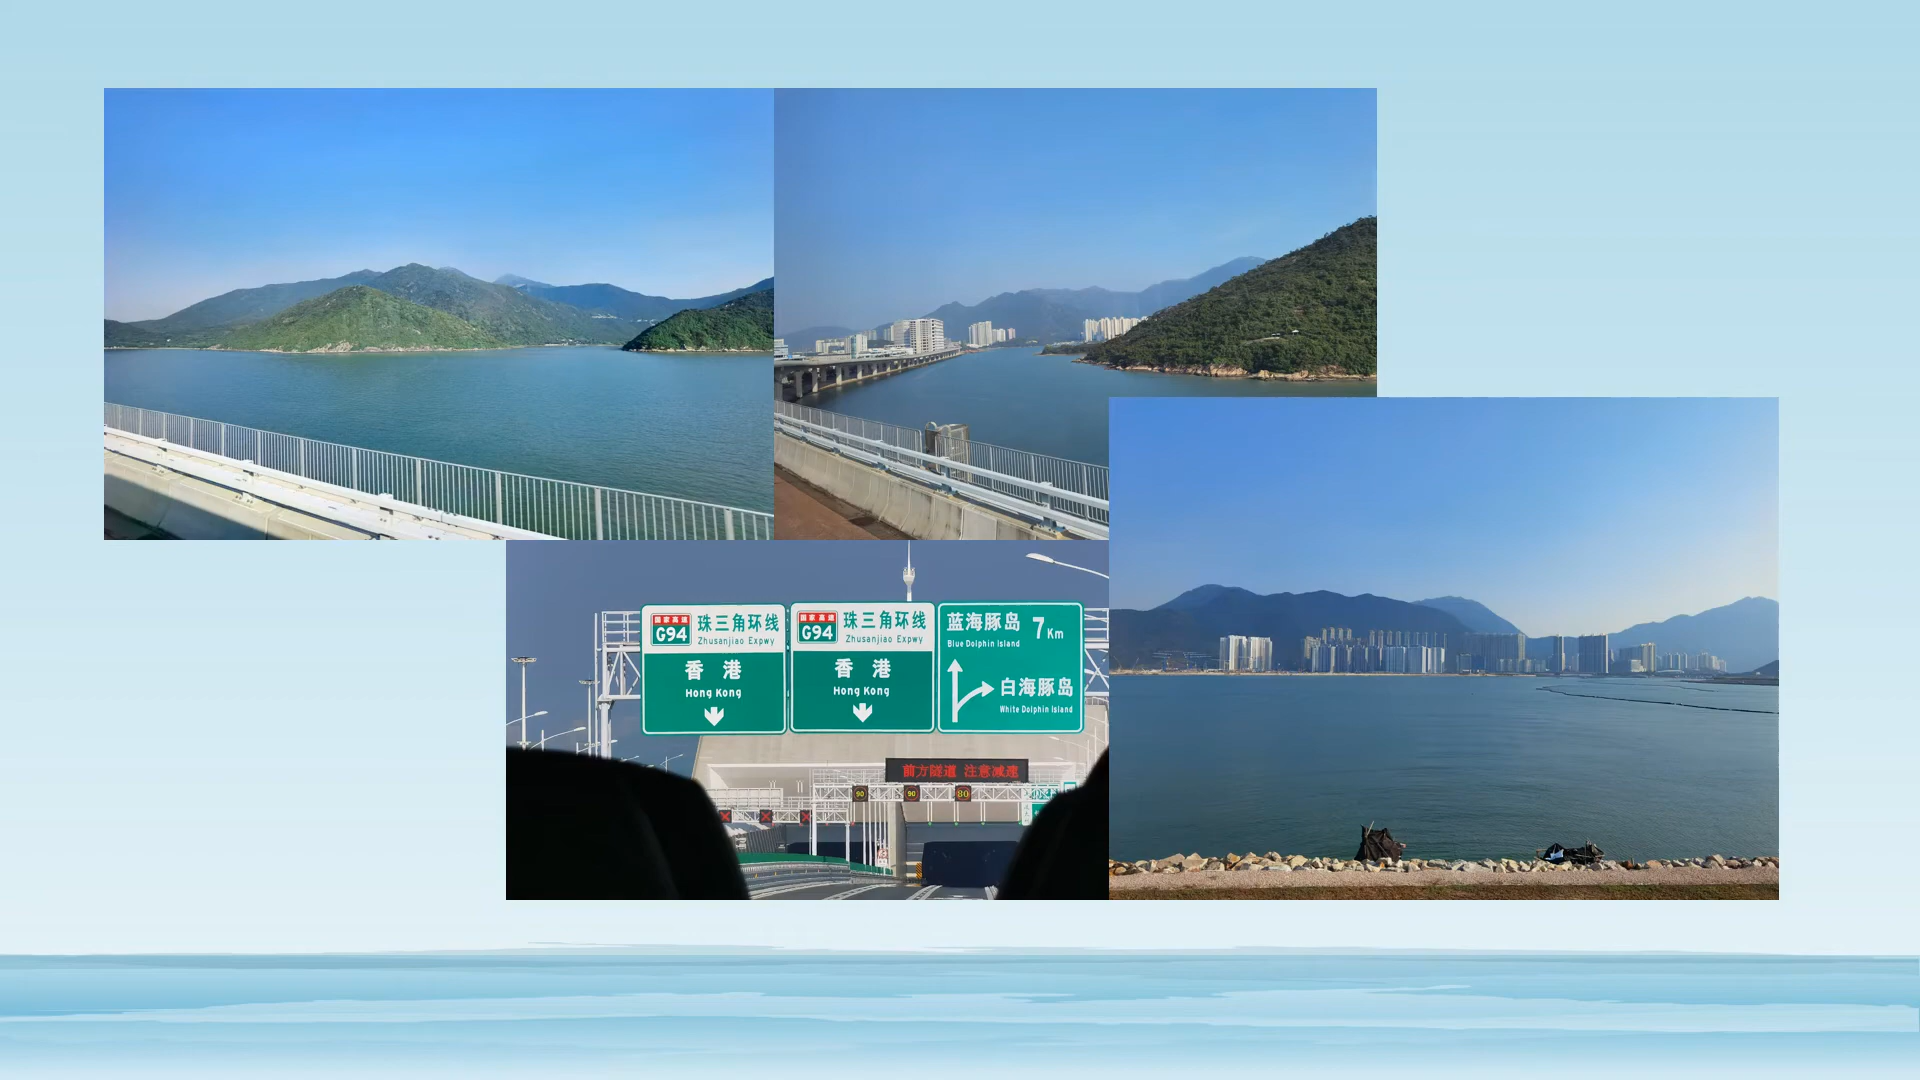 国家高速
G94
珠三角环线
Zhusanjiao Expwy
香 港
Hong Kong
国家高速
G94
珠三角环线
Zhusanjiao Expwy
香 港
Hong Kong
蓝海豚岛 7Km
Blue Dolphin Island
白海豚岛
White Dolphin Island
前方隧道 注意减速
90 90 80